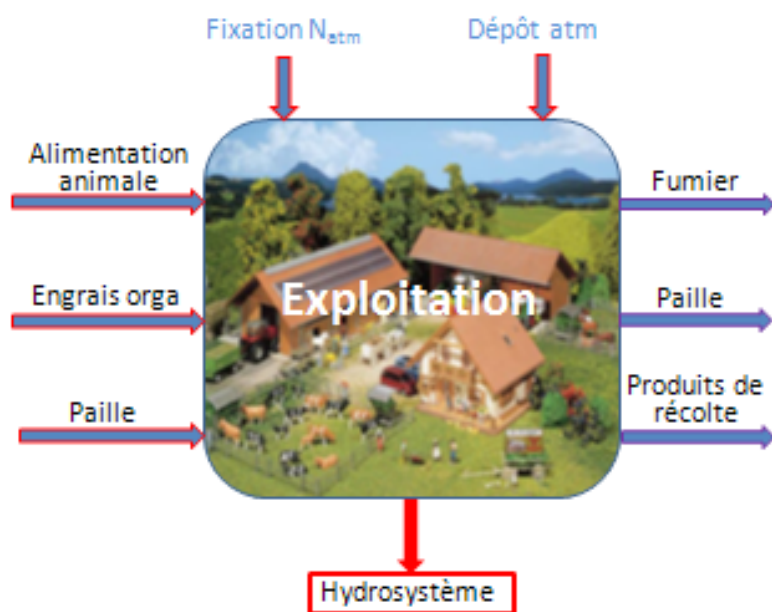 Fixation Natm
Dépôt atm
Alimentation
animale
Fumier
Engrais orga
Exploitation
Paille
Paille
Produits de
récolte
Hydrosystème